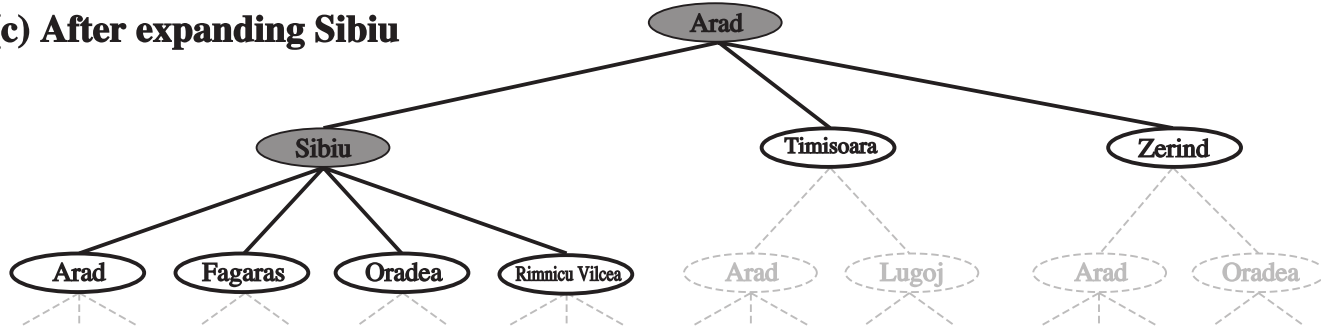 c) After expanding Sibiu
Arad
Sibiu
Timisoara
Zerind
Arad
Fagaras
Oradea
Rimnicu Vilcea
Arad
Lugoj
Arad
Oradea